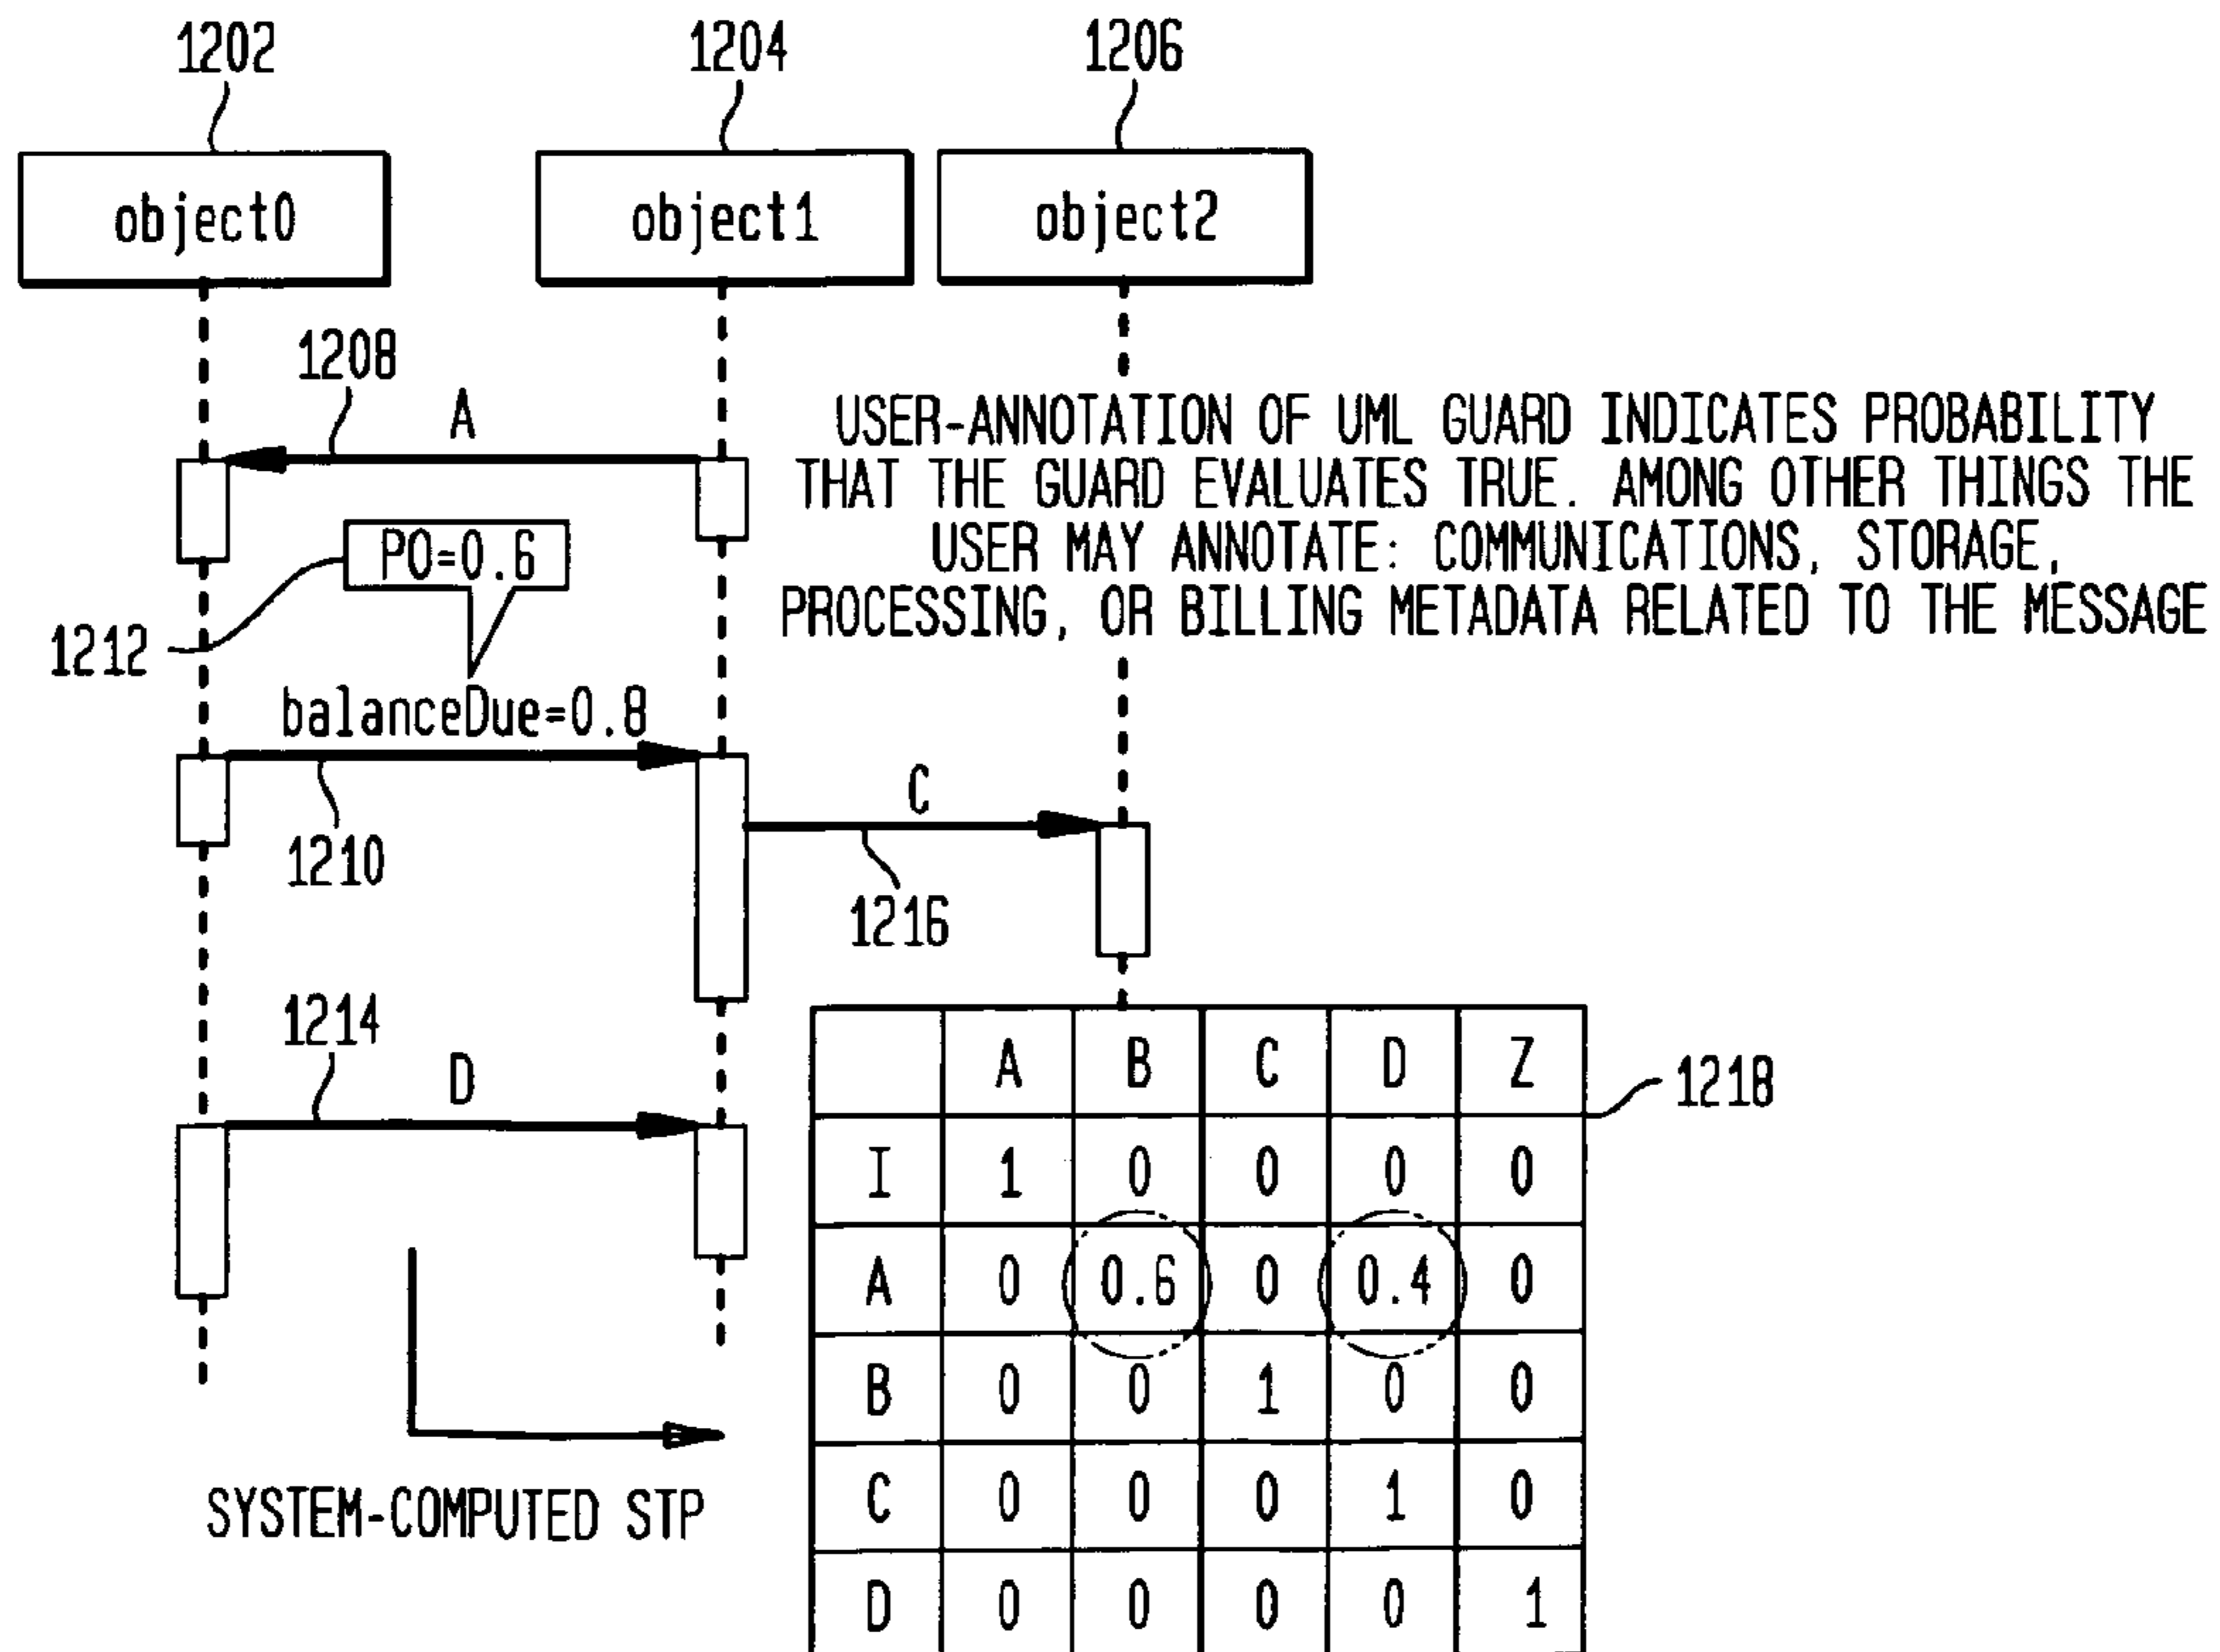 1202 1204 1206
object0 object1 object2
1208
A
USER-ANNOTATION OF UML GUARD INDICATES PROBABILITY
THAT THE GUARD EVALUATES TRUE. AMONG OTHER THINGS THE
USER MAY ANNOTATE: COMMUNICATIONS, STORAGE,
PROCESSING, OR BILLING METADATA RELATED TO THE MESSAGE
PO=0.6
1212
balanceDue=0.8
1210
C
1216
1214
D
SYSTEM-COMPUTED STP
A B C D Z
I 1 0 0 0 0
A 0 0.6 0 0.4 0
B 0 0 1 0 0
C 0 0 0 1 0
D 0 0 0 0 1
1218